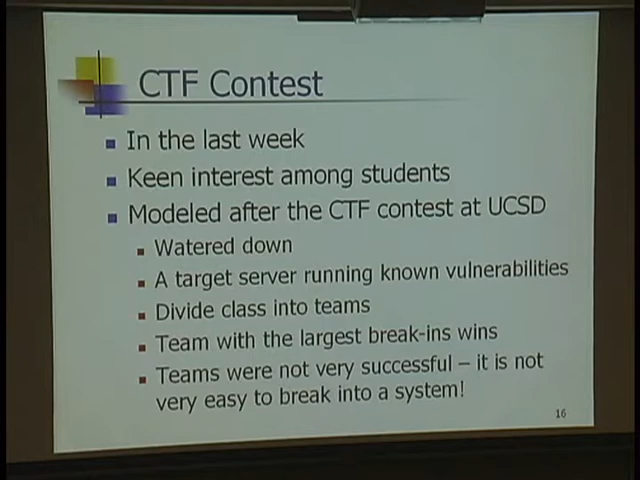 CTF Contest
In the last week
Keen interest among students
Modeled after the CTF contest at UCSD
Watered down
A target server running known vulnerabilities
Divide class into teams
Team with the largest break-ins wins
Teams were not very successful – it is not
very easy to break into a system!
16